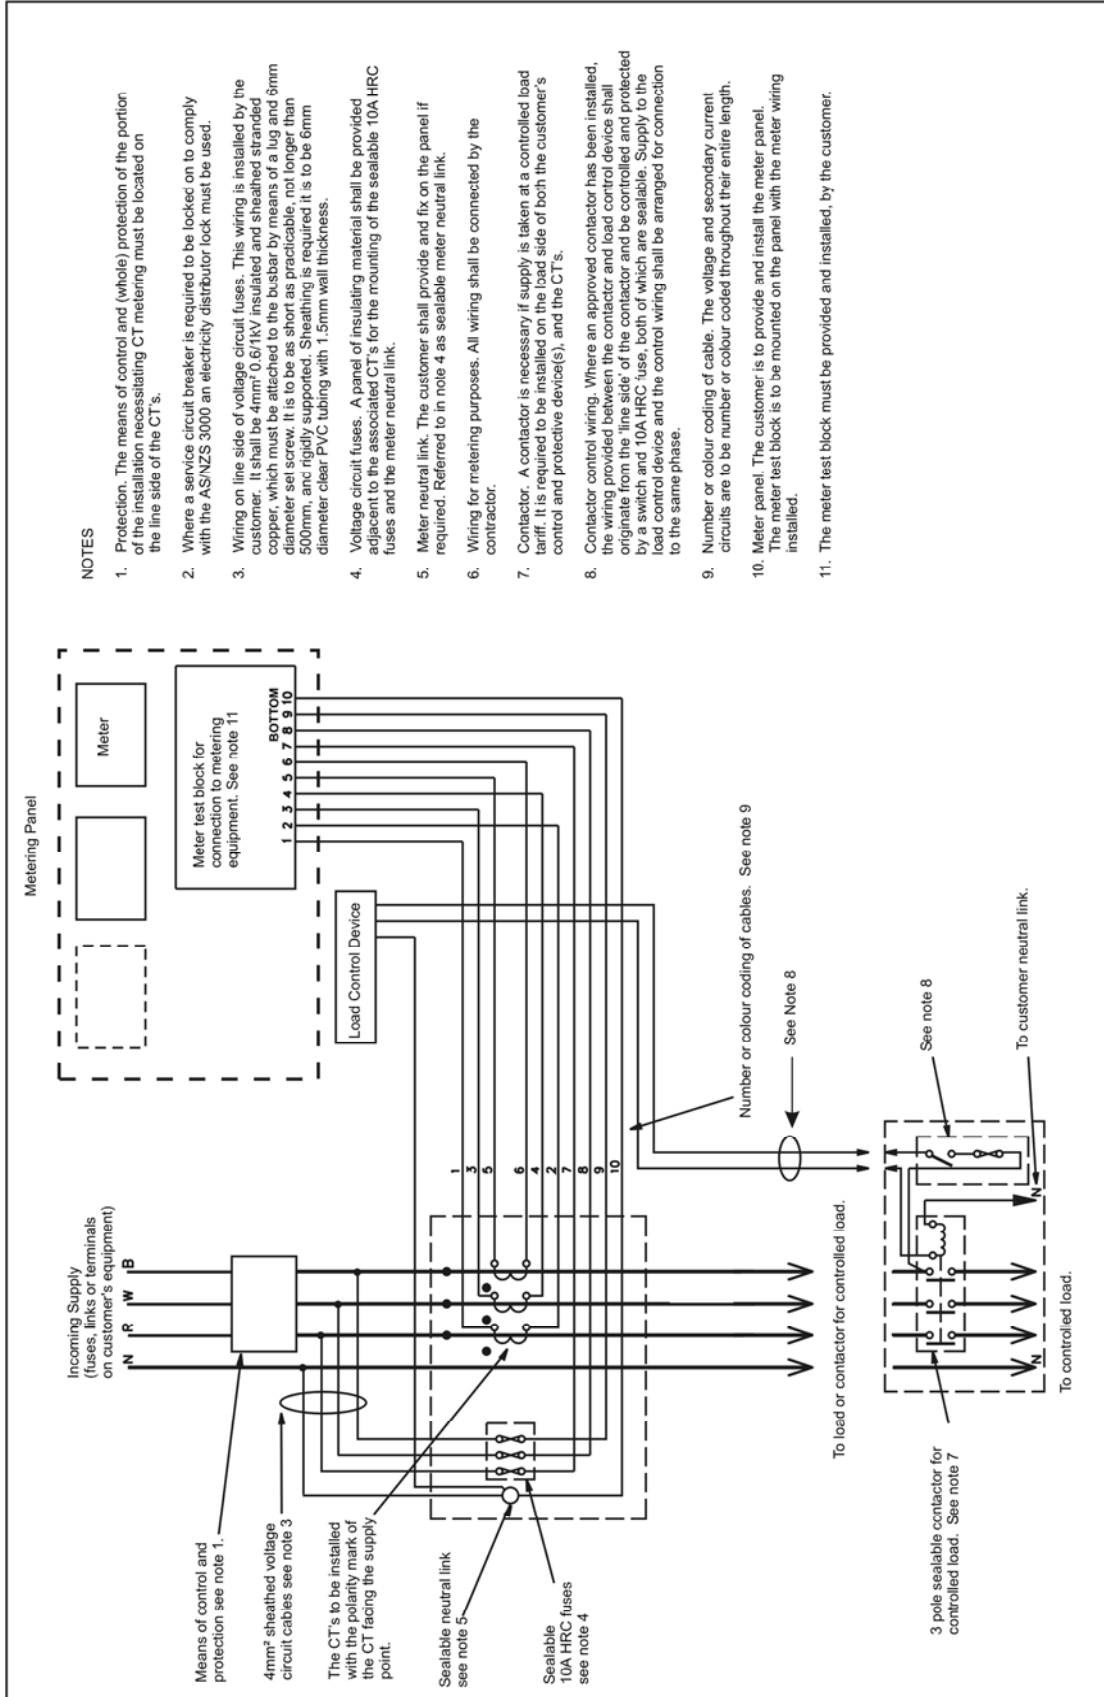 Metering Panel
Meter
Meter test block for
connection to metering
equipment. See note 11
BOTTOM
1 2 3 4 5 6 7 8 9 10
Load Control Device
Incoming Supply
(fuses, links or terminals
on customer's equipment)
N R W B
Means of control and
protection see note 1.
4mm² sheathed voltage
circuit cables see note 3
The CT's to be installed
with the polarity mark of
the CT facing the supply
point.
Sealable neutral link
see note 5
Sealable
10A HRC fuses
see note 4
1
3
5
6
4
2
7
8
9
10
Number or colour coding of cables. See note 9
See Note 8
To load or contactor for controlled load.
See note 8
To customer neutral link.
N
N
3 pole sealable contactor for
controlled load. See note 7
To controlled load.
NOTES
1. Protection. The means of control and (whole) protection of the portion
of the installation necessitating CT metering must be located on
the line side of the CT's.
2. Where a service circuit breaker is required to be locked on to comply
with the AS/NZS 3000 an electricity distributor lock must be used.
3. Wiring on line side of voltage circuit fuses. This wiring is installed by the
customer. It shall be 4mm² 0.6/1kV insulated and sheathed stranded
copper, which must be attached to the busbar by means of a lug and 6mm
diameter set screw. It is to be as short as practicable, not longer than
500mm, and rigidly supported. Sheathing is required it is to be 6mm
diameter clear PVC tubing with 1.5mm wall thickness.
4. Voltage circuit fuses. A panel of insulating material shall be provided
adjacent to the associated CT's for the mounting of the sealable 10A HRC
fuses and the meter neutral link.
5. Meter neutral link. The customer shall provide and fix on the panel if
required. Referred to in note 4 as sealable meter neutral link.
6. Wiring for metering purposes. All wiring shall be connected by the
contractor.
7. Contactor. A contactor is necessary if supply is taken at a controlled load
tariff. It is required to be installed on the load side of both the customer's
control and protective device(s), and the CT's.
8. Contactor control wiring. Where an approved contactor has been installed,
the wiring provided between the contactor and load control device shall
originate from the 'line side' of the contactor and be controlled and protected
by a switch and 10A HRC fuse, both of which are sealable. Supply to the
load control device and the control wiring shall be arranged for connection
to the same phase.
9. Number or colour coding of cable. The voltage and secondary current
circuits are to be number or colour coded throughout their entire length.
10. Meter panel. The customer is to provide and install the meter panel.
The meter test block is to be mounted on the panel with the meter wiring
installed.
11. The meter test block must be provided and installed, by the customer.